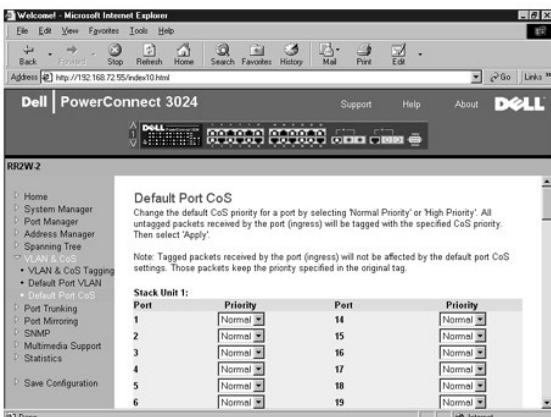 Welcome! - Microsoft Internet Explorer
File Edit View Favorites Tools Help
Back Forward Stop Refresh Home Search Favorites History Mail Print Edit
Address http://192.168.72.55/index10.html Go Links »
Dell PowerConnect 3024
Support Help About DELL
DELL
RR2W-2
Home
System Manager
Port Manager
Address Manager
Spanning Tree
VLAN & CoS
VLAN & CoS Tagging
Default Port VLAN
Default Port CoS
Port Trunking
Port Mirroring
SNMP
Multimedia Support
Statistics
Save Configuration
Default Port CoS
Change the default CoS priority for a port by selecting 'Normal Priority' or 'High Priority'. All
untagged packets received by the port (ingress) will be tagged with the specified CoS priority.
Then select 'Apply'.
Note: Tagged packets received by the port (ingress) will not be affected by the default port CoS
settings. Those packets keep the priority specified in the original tag.
Stack Unit 1:
Port Priority Port Priority
1 Normal 14 Normal
2 Normal 15 Normal
3 Normal 16 Normal
4 Normal 17 Normal
5 Normal 18 Normal
6 Normal 19 Normal